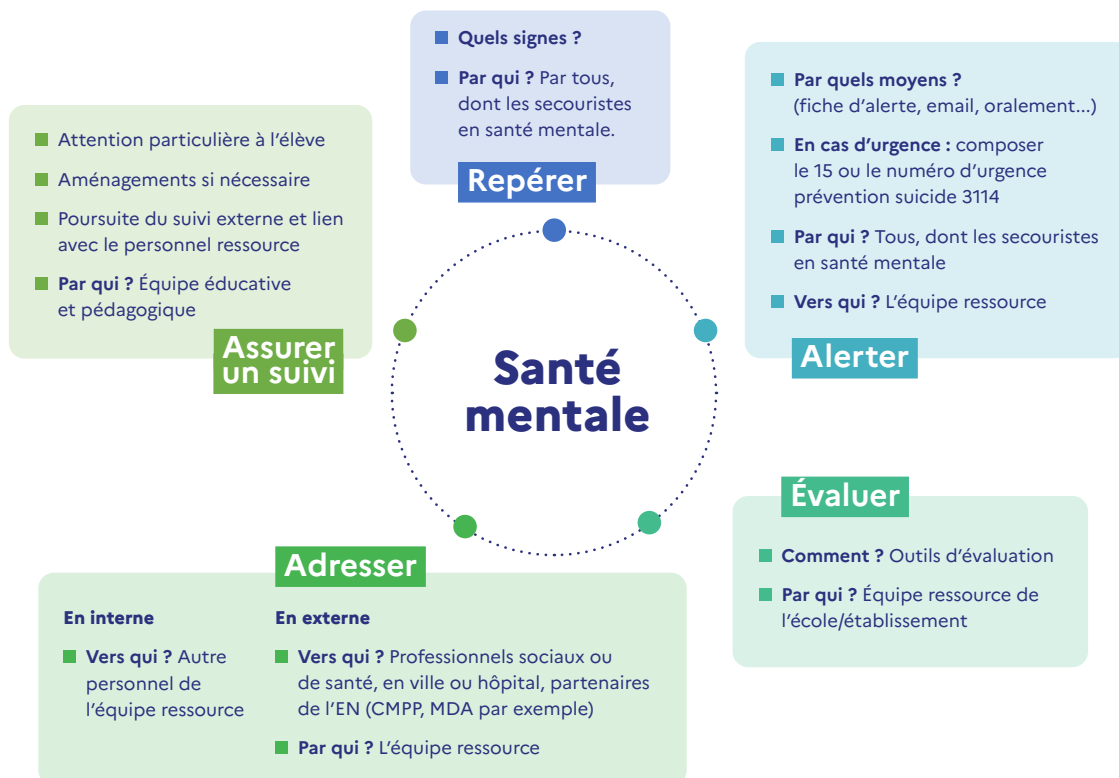 Quels signes ?
Par qui ? Par tous,
dont les secouristes
en santé mentale.
Repérer
Par quels moyens ?
(fiche d’alerte, email, oralement...)
En cas d’urgence : composer
le 15 ou le numéro d’urgence
prévention suicide 3114
Par qui ? Tous, dont les secouristes
en santé mentale
Vers qui ? L’équipe ressource
Alerter
Évaluer
Comment ? Outils d’évaluation
Par qui ? Équipe ressource de
l’école/établissement
Adresser
En interne
Vers qui ? Autre
personnel de
l’équipe ressource
En externe
Vers qui ? Professionnels sociaux ou
de santé, en ville ou hôpital, partenaires
de l’EN (CMPP, MDA par exemple)
Par qui ? L’équipe ressource
Attention particulière à l’élève
Aménagements si nécessaire
Poursuite du suivi externe et lien
avec le personnel ressource
Par qui ? Équipe éducative
et pédagogique
Assurer
un suivi
Santé
mentale